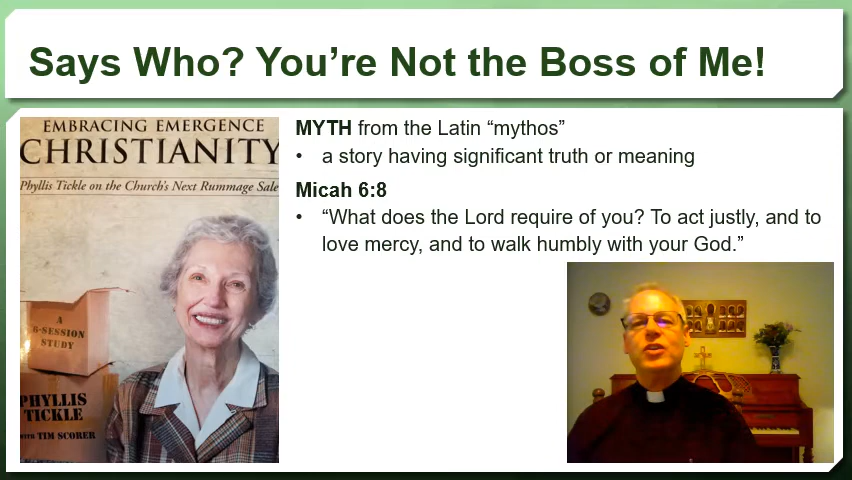 Says Who? You’re Not the Boss of Me!
EMBRACING EMERGENCE
CHRISTIANITY
Phyllis Tickle on the Church's Next Rummage Sale
A
6-SESSION
STUDY
PHYLLIS
TICKLE
WITH TIM SCORER
MYTH from the Latin “mythos”
• a story having significant truth or meaning
Micah 6:8
• “What does the Lord require of you? To act justly, and to
love mercy, and to walk humbly with your God.”